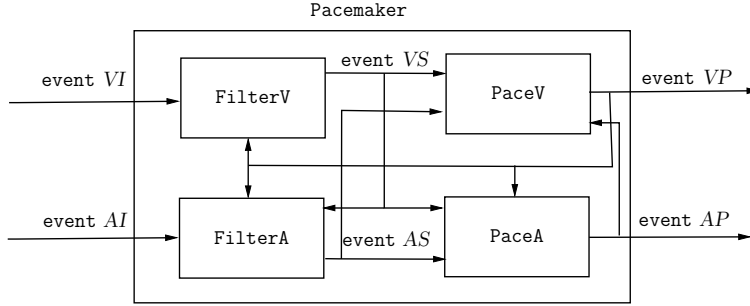 Pacemaker
event VS
event VI
FilterV
PaceV
event VP
event AI
FilterA
event AS
PaceA
event AP